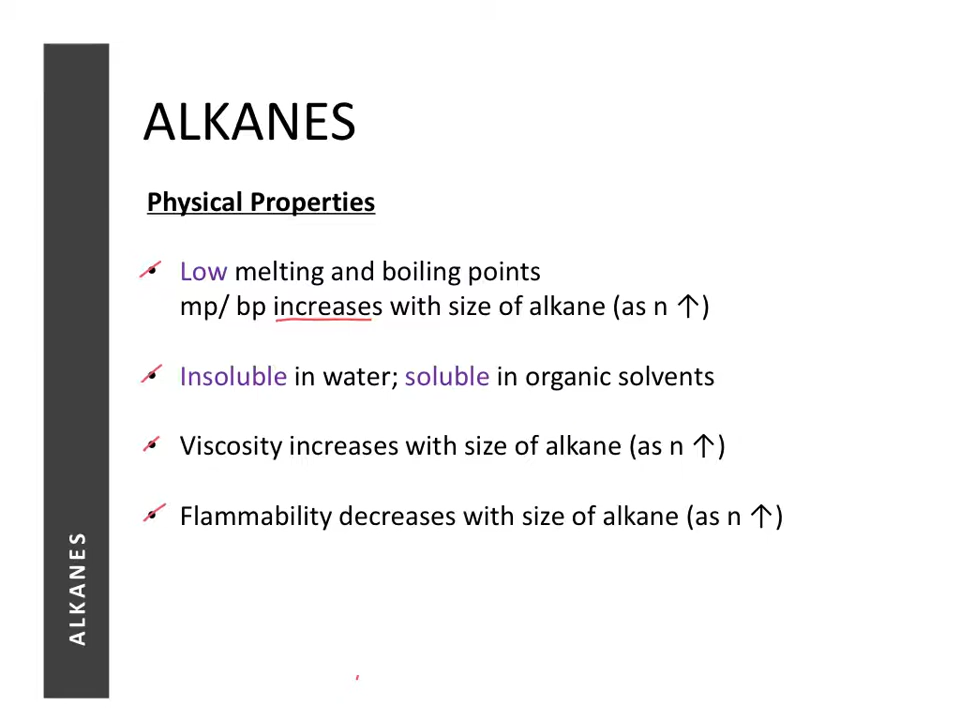 ALKANES
Physical Properties
• Low melting and boiling points
mp/ bp increases with size of alkane (as n ↑)
• Insoluble in water; soluble in organic solvents
• Viscosity increases with size of alkane (as n ↑)
• Flammability decreases with size of alkane (as n ↑)
ALKANES